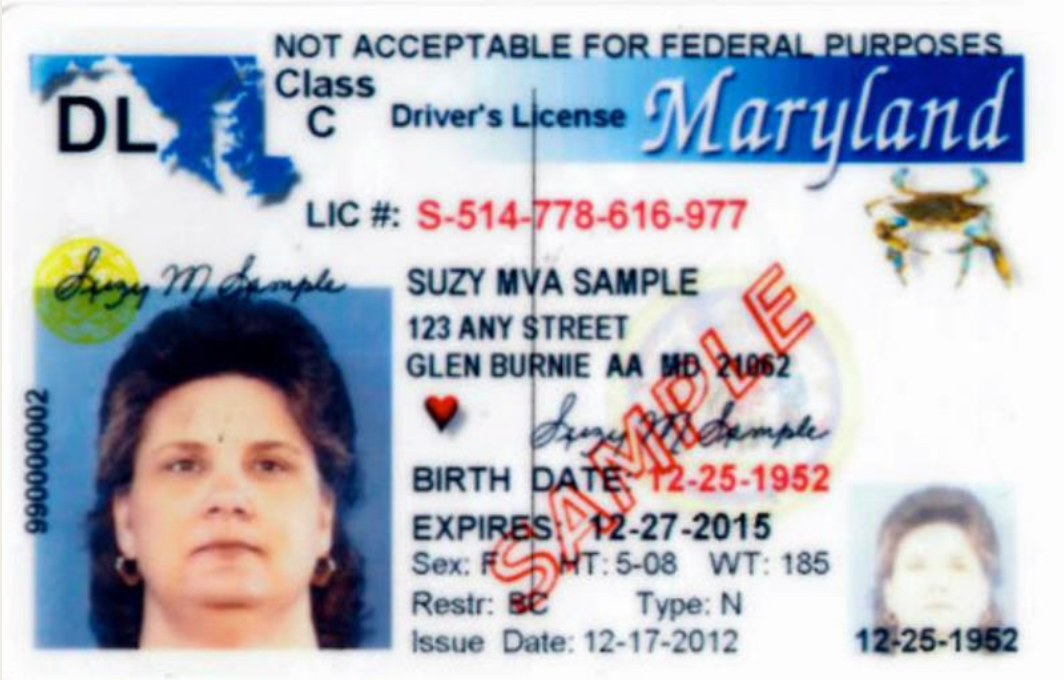 NOT ACCEPTABLE FOR FEDERAL PURPOSES
DL
Class
C
Driver's License
Maryland
LIC #: S-514-778-616-977
Suzy M Sample
SUZY MVA SAMPLE
123 ANY STREET
GLEN BURNIE AA MD 21062
Suzy M Sample
BIRTH DATE: 12-25-1952
EXPIRES: 12-27-2015
Sex: F HT: 5-08 WT: 185
Restr: BC Type: N
Issue Date: 12-17-2012
SAMPLE
990000002
12-25-1952